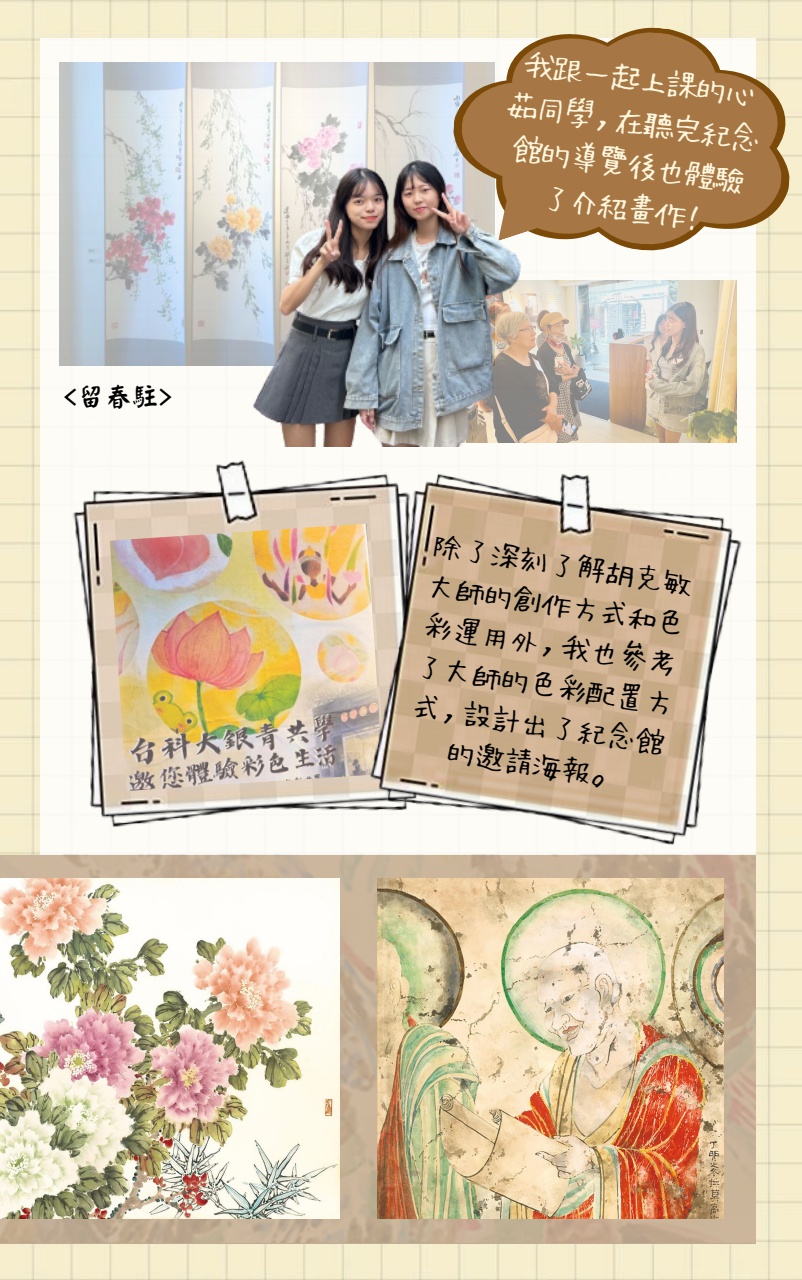 我跟一起上課的心
茹同學，在聽完紀念
館的導覽後也體驗
了介紹畫作！
<留春駐>
台科大銀青共學
邀您體驗彩色生活
除了深刻了解胡克敏
大師的創作方式和色
彩運用外，我也參考
了大師的色彩配置方
式，設計出了紀念館
的邀請海報。